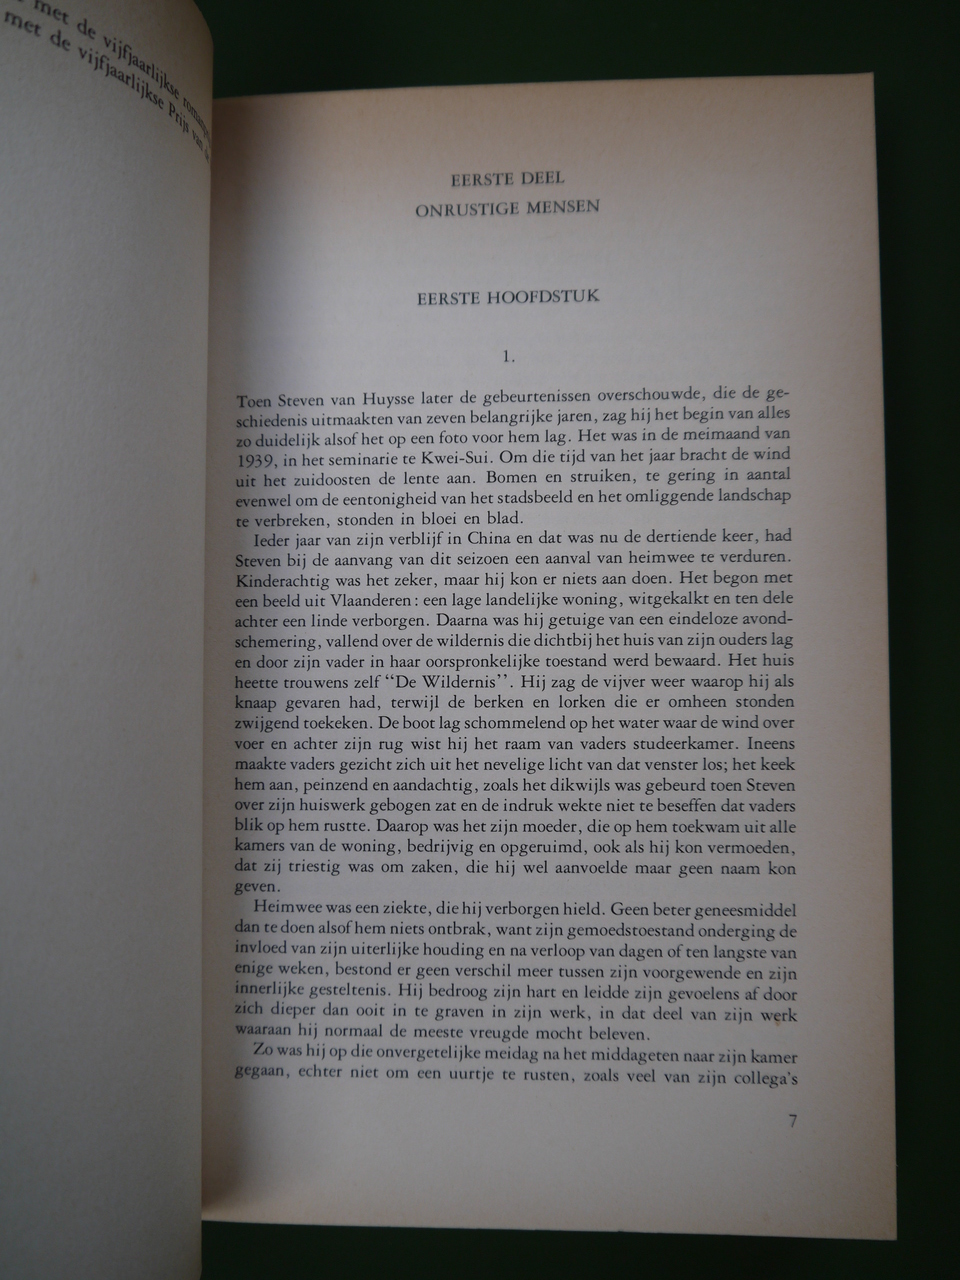 met de vijfjaarlijkse
met de vijfjaarlijkse Prijs van de
EERSTE DEEL
ONRUSTIGE MENSEN
EERSTE HOOFDSTUK
1.
Toen Steven van Huysse later de gebeurtenissen overschouwde, die de ge-
schiedenis uitmaakten van zeven belangrijke jaren, zag hij het begin van alles
zo duidelijk alsof het op een foto voor hem lag. Het was in de meimaand van
1939, in het seminarie te Kwei-Sui. Om die tijd van het jaar bracht de wind
uit het zuidoosten de lente aan. Bomen en struiken, te gering in aantal
evenwel om de eentonigheid van het stadsbeeld en het omliggende landschap
te verbreken, stonden in bloei en blad.
Ieder jaar van zijn verblijf in China en dat was nu de dertiende keer, had
Steven bij de aanvang van dit seizoen een aanval van heimwee te verduren.
Kinderachtig was het zeker, maar hij kon er niets aan doen. Het begon met
een beeld uit Vlaanderen: een lage landelijke woning, witgekalkt en ten dele
achter een linde verborgen. Daarna was hij getuige van een eindeloze avond-
schemering, vallend over de wildernis die dichtbij het huis van zijn ouders lag
en door zijn vader in haar oorspronkelijke toestand werd bewaard. Het huis
heette trouwens zelf “De Wildernis”. Hij zag de vijver weer waarop hij als
knaap gevaren had, terwijl de berken en lorken die er omheen stonden
zwijgend toekeken. De boot lag schommelend op het water waar de wind over
voer en achter zijn rug wist hij het raam van vaders studeerkamer. Ineens
maakte vaders gezicht zich uit het nevelige licht van dat venster los; het keek
hem aan, peinzend en aandachtig, zoals het dikwijls was gebeurd toen Steven
over zijn huiswerk gebogen zat en de indruk wekte niet te beseffen dat vaders
blik op hem rustte. Daarop was het zijn moeder, die op hem toekwam uit alle
kamers van de woning, bedrijvig en opgeruimd, ook als hij kon vermoeden,
dat zij triestig was om zaken, die hij wel aanvoelde maar geen naam kon
geven.
Heimwee was een ziekte, die hij verborgen hield. Geen beter geneesmiddel
dan te doen alsof hem niets ontbrak, want zijn gemoedstoestand onderging de
invloed van zijn uiterlijke houding en na verloop van dagen of ten langste van
enige weken, bestond er geen verschil meer tussen zijn voorgewende en zijn
innerlijke gesteltenis. Hij bedroog zijn hart en leidde zijn gevoelens af door
zich dieper dan ooit in te graven in zijn werk, in dat deel van zijn werk
waaraan hij normaal de meeste vreugde mocht beleven.
Zo was hij op die onvergetelijke meidag na het middageten naar zijn kamer
gegaan, echter niet om een uurtje te rusten, zoals veel van zijn collega's
7